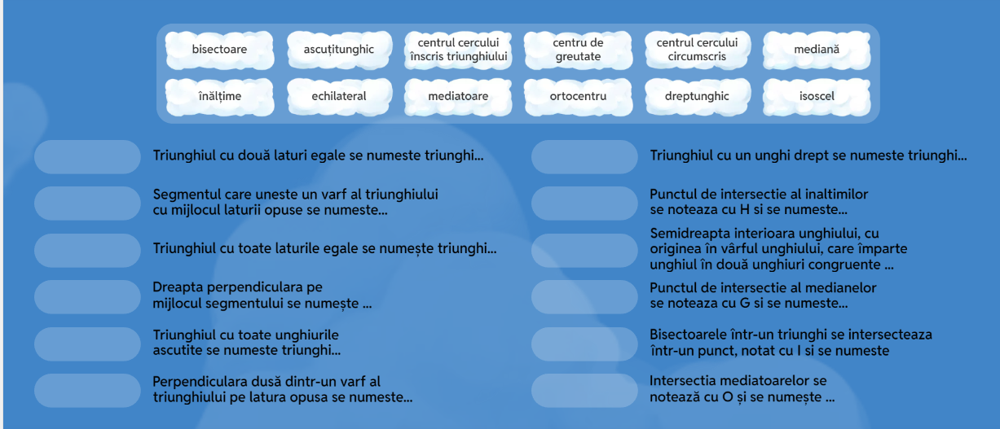 bisectoare
ascuțitunghic
centrul cercului
înscris triunghiului
centru de
greutate
centrul cercului
circumscris
mediană
înălțime
echilateral
mediatoare
ortocentru
dreptunghic
isoscel
Triunghiul cu două laturi egale se numeste triunghi...
Segmentul care uneste un varf al triunghiului
cu mijlocul laturii opuse se numeste...
Triunghiul cu toate laturile egale se numește triunghi...
Dreapta perpendiculara pe
mijlocul segmentului se numește ...
Triunghiul cu toate unghiurile
ascutite se numeste triunghi...
Perpendiculara dusă dintr-un varf al
triunghiului pe latura opusa se numeste...
Triunghiul cu un unghi drept se numeste triunghi...
Punctul de intersectie al inaltimilor
se noteaza cu H si se numeste...
Semidreapta interioara unghiului, cu
originea în vârful unghiului, care împarte
unghiul în două unghiuri congruente ...
Punctul de intersectie al medianelor
se noteaza cu G si se numeste...
Bisectoarele într-un triunghi se intersecteaza
într-un punct, notat cu I si se numeste
Intersectia mediatoarelor se
notează cu O și se numește ...